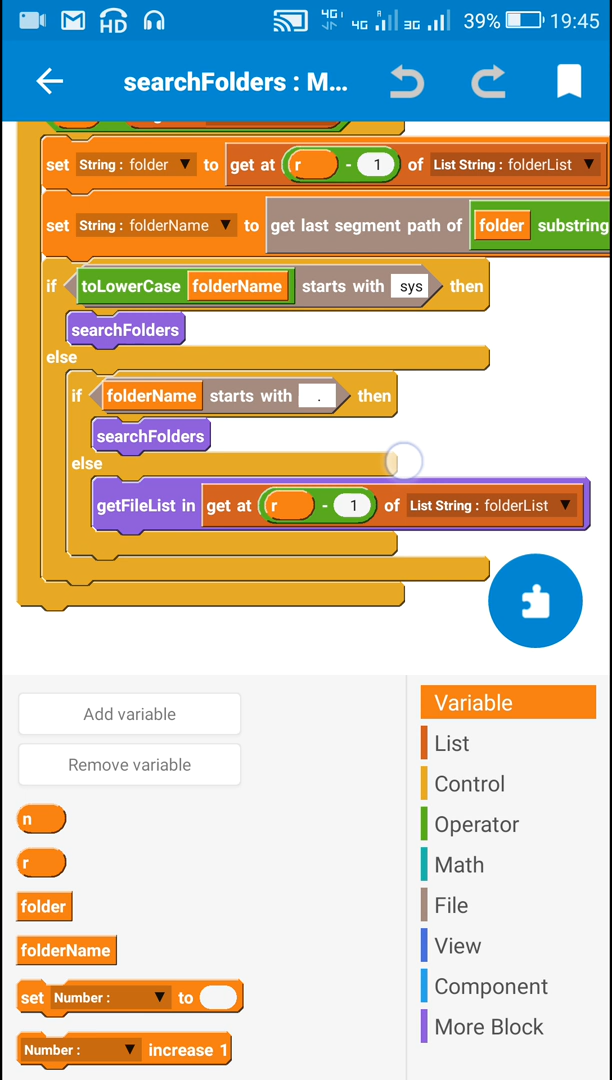 HD 4G 4G R 3G 39% 19:45
searchFolders : M...
set String : folder to get at r - 1 of List String : folderList
set String : folderName to get last segment path of folder substring
if toLowerCase folderName starts with sys then
searchFolders
else
if folderName starts with . then
searchFolders
else
getFileList in get at r - 1 of List String : folderList
Add variable
Remove variable
n
r
folder
folderName
set Number : to
Number : increase 1
Variable
List
Control
Operator
Math
File
View
Component
More Block